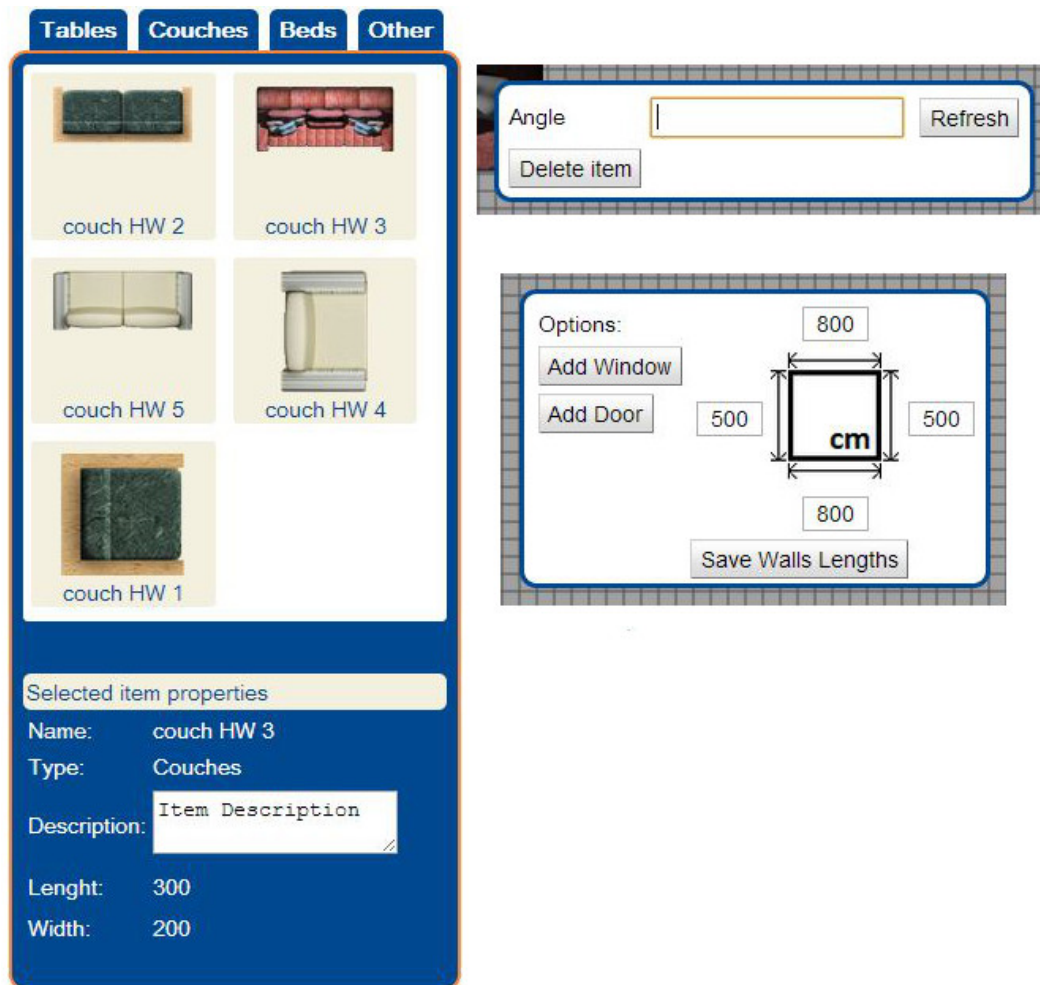 Tables Couches Beds Other
couch HW 2 couch HW 3
couch HW 5 couch HW 4
couch HW 1
Selected item properties
Name: couch HW 3
Type: Couches
Description: Item Description
Lenght: 300
Width: 200
Angle Refresh
Delete item
Options: 800
Add Window
Add Door 500 500
cm
800
Save Walls Lengths